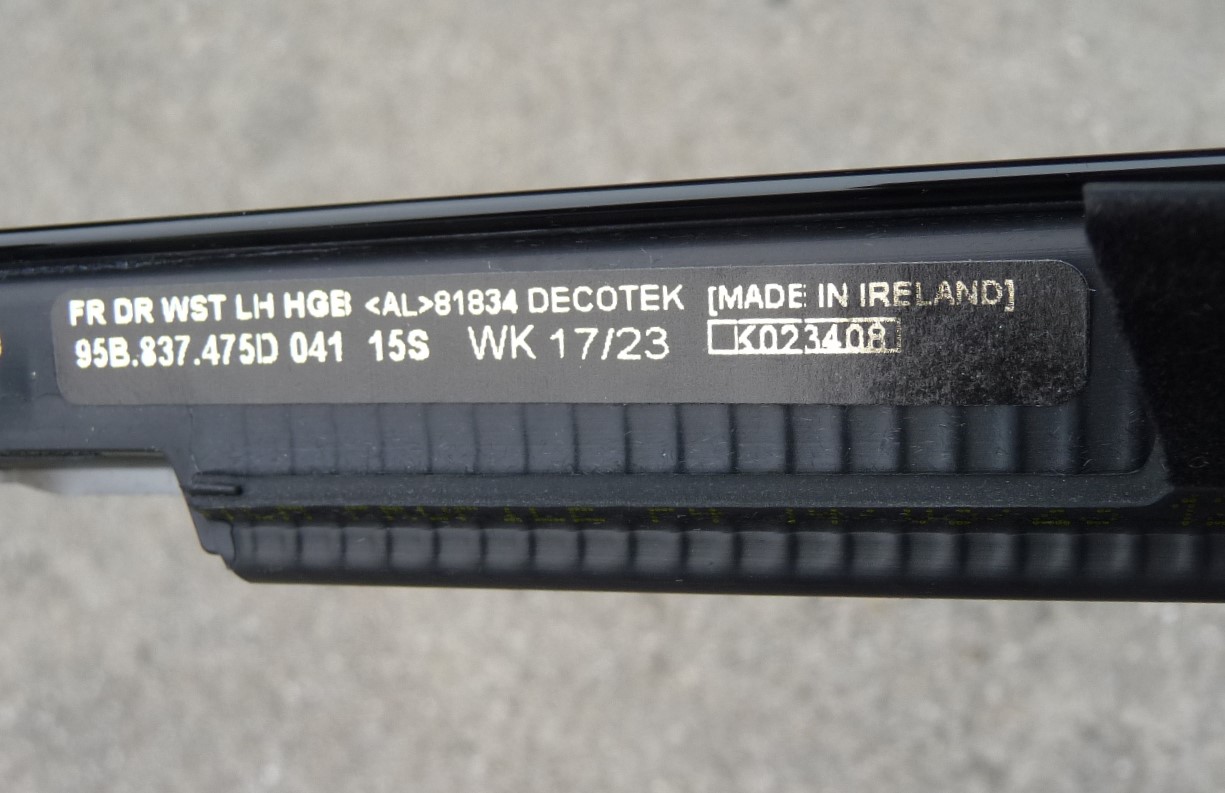 FR DR WST LH HGB <AL>81834 DECOTEK [MADE IN IRELAND]
95B.837.475D 041 15S WK 17/23 K023408